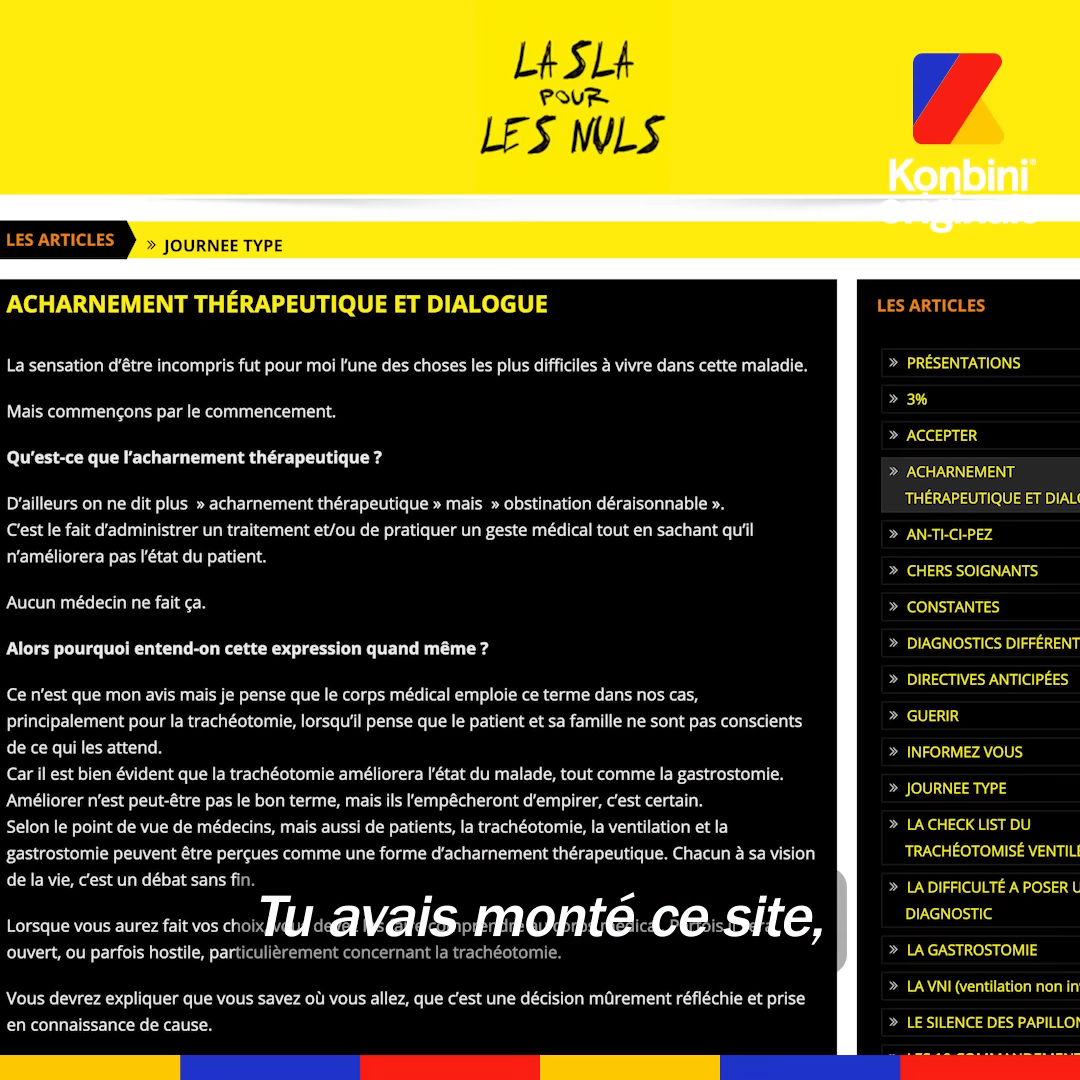 LA SLA
POUR
LES NULS
Konbini
originals
LES ARTICLES
» JOURNEE TYPE
ACHARNEMENT THÉRAPEUTIQUE ET DIALOGUE
La sensation d’être incompris fut pour moi l’une des choses les plus difficiles à vivre dans cette maladie.
Mais commençons par le commencement.
Qu’est-ce que l’acharnement thérapeutique ?
D’ailleurs on ne dit plus » acharnement thérapeutique » mais » obstination déraisonnable ».
C’est le fait d’administrer un traitement et/ou de pratiquer un geste médical tout en sachant qu’il
n’améliorera pas l’état du patient.
Aucun médecin ne fait ça.
Alors pourquoi entend-on cette expression quand même ?
Ce n’est que mon avis mais je pense que le corps médical emploie ce terme dans nos cas,
principalement pour la trachéotomie, lorsqu’il pense que le patient et sa famille ne sont pas conscients
de ce qui les attend.
Car il est bien évident que la trachéotomie améliorera l’état du malade, tout comme la gastrostomie.
Améliorer n’est peut-être pas le bon terme, mais ils l’empêcheront d’empirer, c’est certain.
Selon le point de vue de médecins, mais aussi de patients, la trachéotomie, la ventilation et la
gastrostomie peuvent être perçues comme une forme d’acharnement thérapeutique. Chacun à sa vision
de la vie, c’est un débat sans fin.
Lorsque vous aurez fait vos choix,
ouvert, ou parfois hostile, particulièrement concernant la trachéotomie.
Vous devrez expliquer que vous savez où vous allez, que c’est une décision mûrement réfléchie et prise
en connaissance de cause.
Tu avais monté ce site,
LES ARTICLES
» PRÉSENTATIONS
» 3%
» ACCEPTER
» ACHARNEMENT
THÉRAPEUTIQUE ET DIALO
» AN-TI-CI-PEZ
» CHERS SOIGNANTS
» CONSTANTES
» DIAGNOSTICS DIFFÉRENT
» DIRECTIVES ANTICIPÉES
» GUERIR
» INFORMEZ VOUS
» JOURNEE TYPE
» LA CHECK LIST DU
TRACHÉOTOMISÉ VENTILÉ
» LA DIFFICULTÉ A POSER U
DIAGNOSTIC
» LA GASTROSTOMIE
» LA VNI (ventilation non in
» LE SILENCE DES PAPILLON